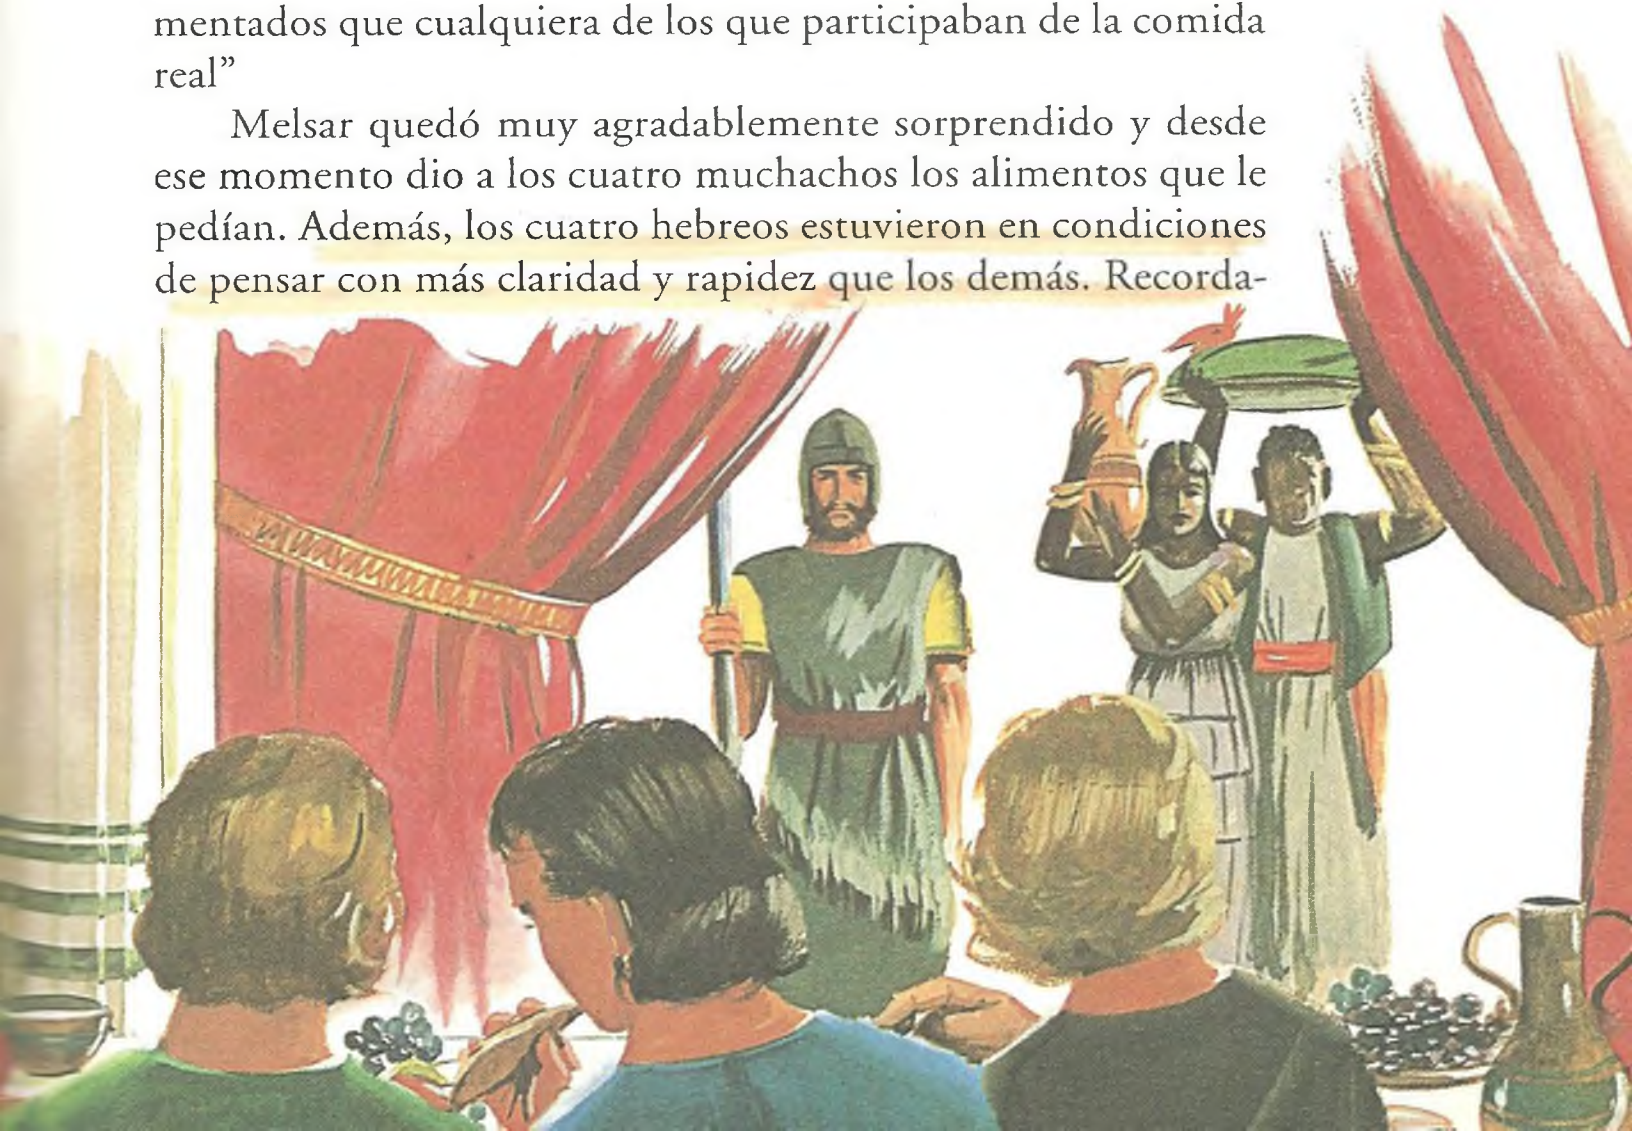 mentados que cualquiera de los que participaban de la comida
real”
Melsar quedó muy agradablemente sorprendido y desde
ese momento dio a los cuatro muchachos los alimentos que le
pedían. Además, los cuatro hebreos estuvieron en condiciones
de pensar con más claridad y rapidez que los demás. Recorda-